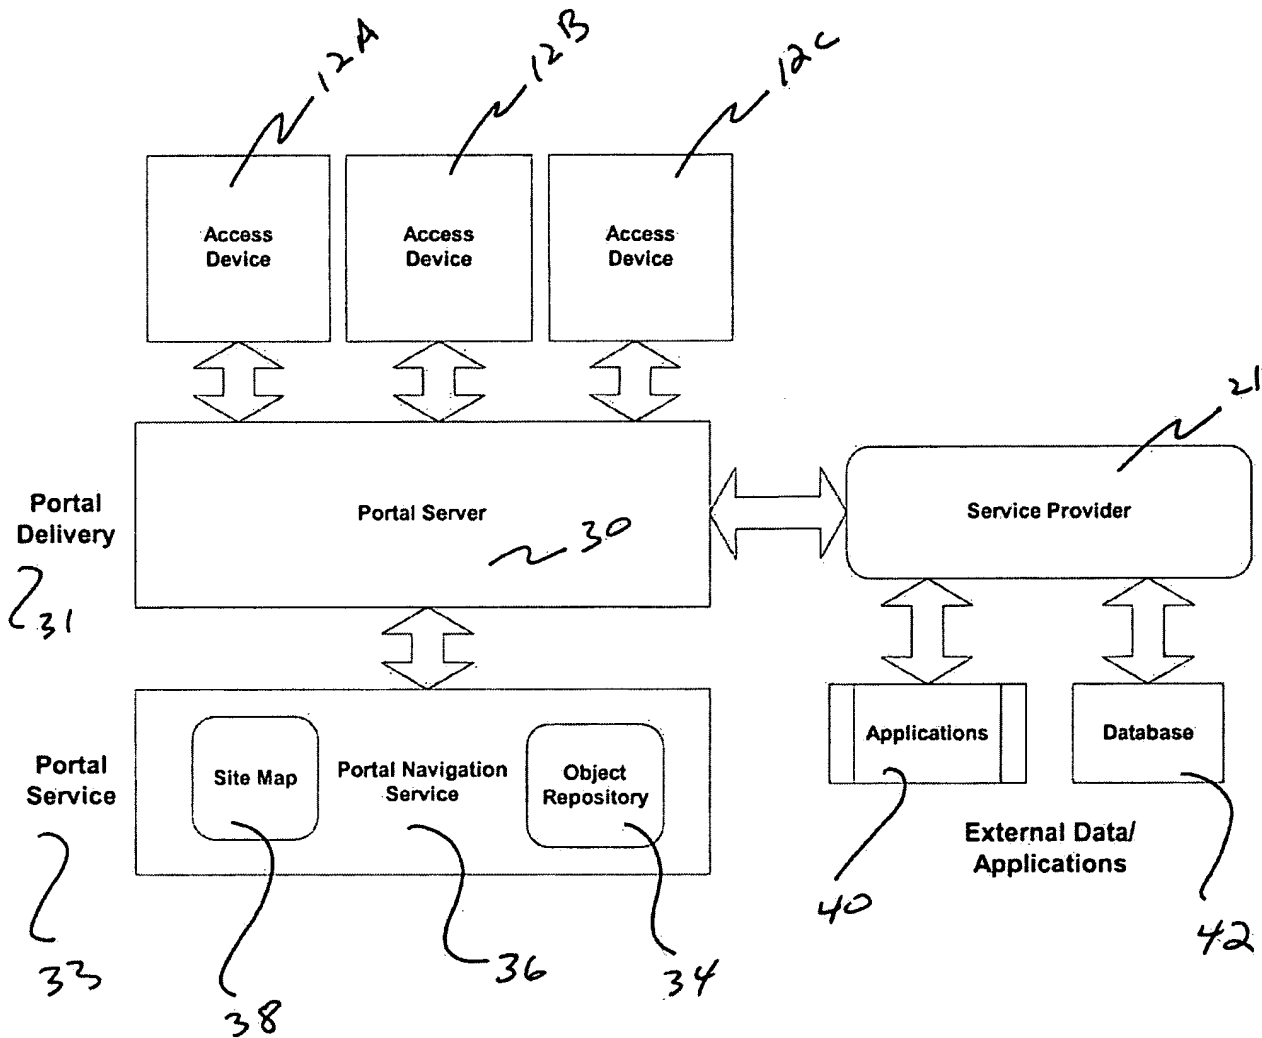 12A
12B
12C
Access
Device
Access
Device
Access
Device
21
Portal
Delivery
31
Portal Server
30
Service Provider
Portal
Service
33
Site Map
38
Portal Navigation
Service
36
Object
Repository
34
Applications
40
Database
42
External Data/
Applications